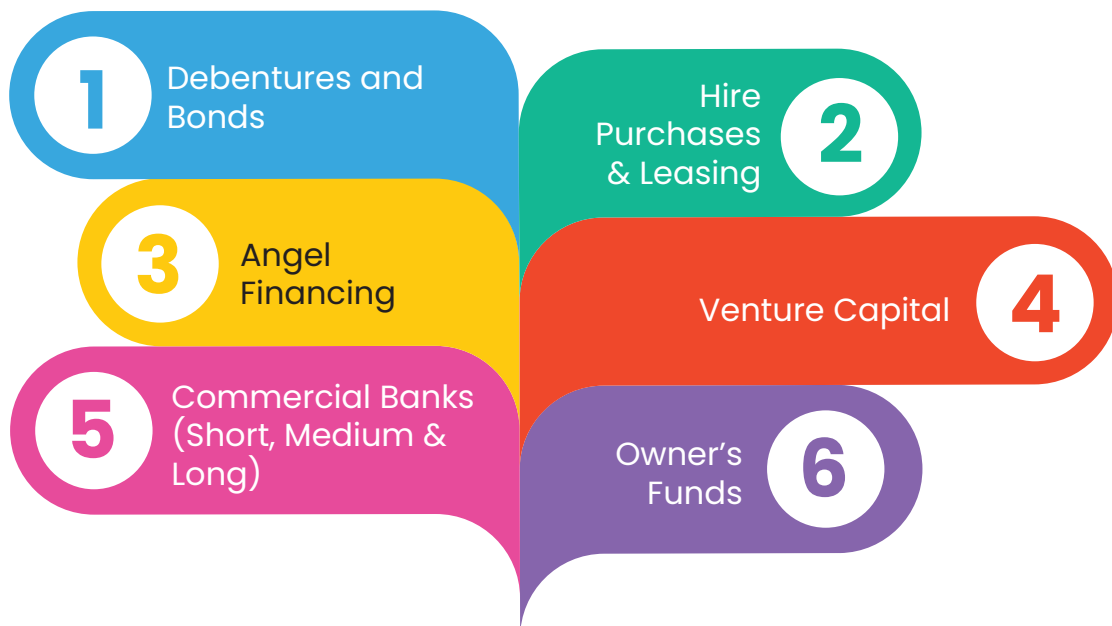 1
Debentures and
Bonds
2
Hire
Purchases
& Leasing
3
Angel
Financing
4
Venture Capital
5
Commercial Banks
(Short, Medium &
Long)
6
Owner’s
Funds